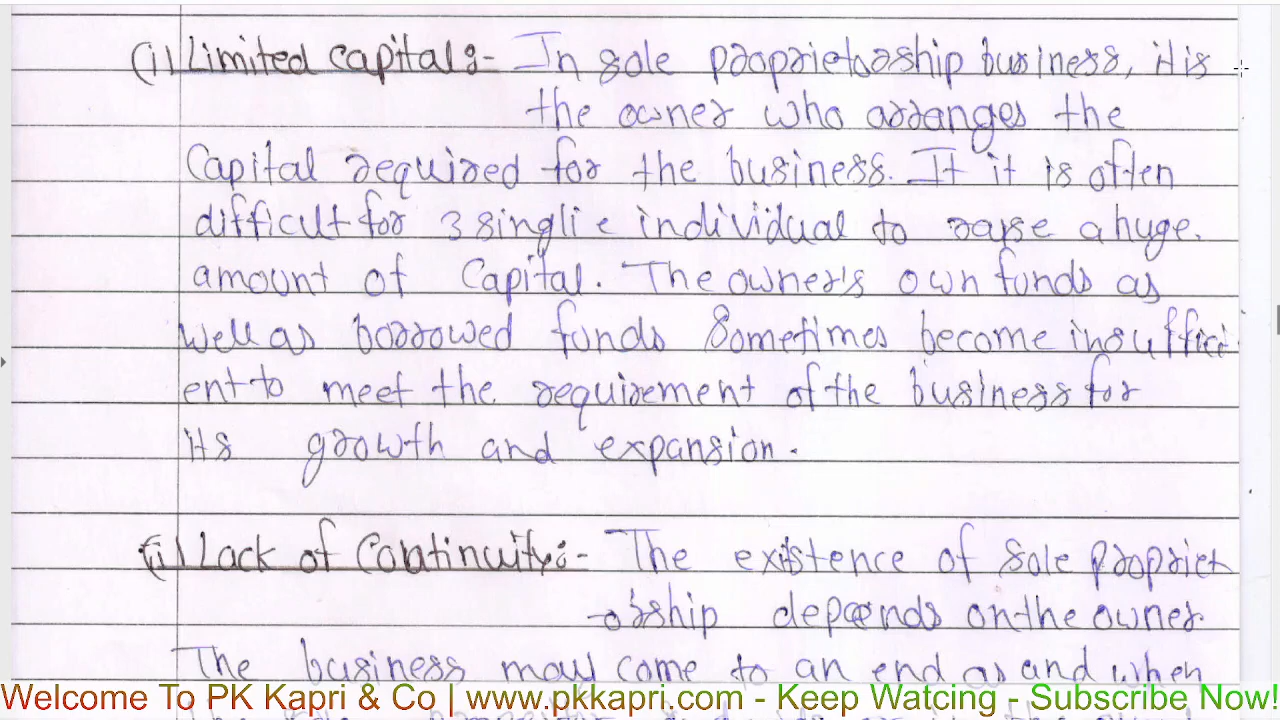 (i) Limited capital:- In sole proprietorship business, it is
the owner who arranges the
Capital required for the business. It it is often
difficult for 3 singli e individual to raise a huge.
amount of Capital. The owner's own funds as
well as borrowed funds Sometimes become insuffici
ent to meet the requirement of the business for
its growth and expansion.
(i) Lack of Continuity:- The existence of Sole propriet
-orship depends on the owner.
The business may come to an end as and when
Welcome To PK Kapri & Co | www.pkkapri.com - Keep Watcing - Subscribe Now!